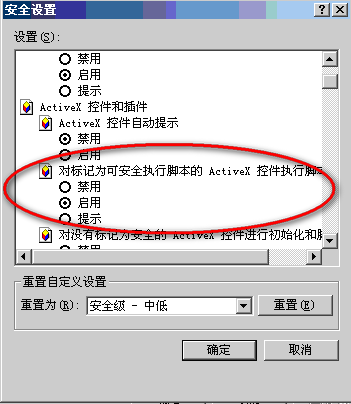 安全设置
设置(S):
禁用
启用
提示
ActiveX 控件和插件
ActiveX 控件自动提示
禁用
启用
对标记为可安全执行脚本的 ActiveX 控件执行脚
禁用
启用
提示
对没有标记为安全的 ActiveX 控件进行初始化和
重置自定义设置
重置为(R): 安全级 - 中低 重置(E)
确定 取消